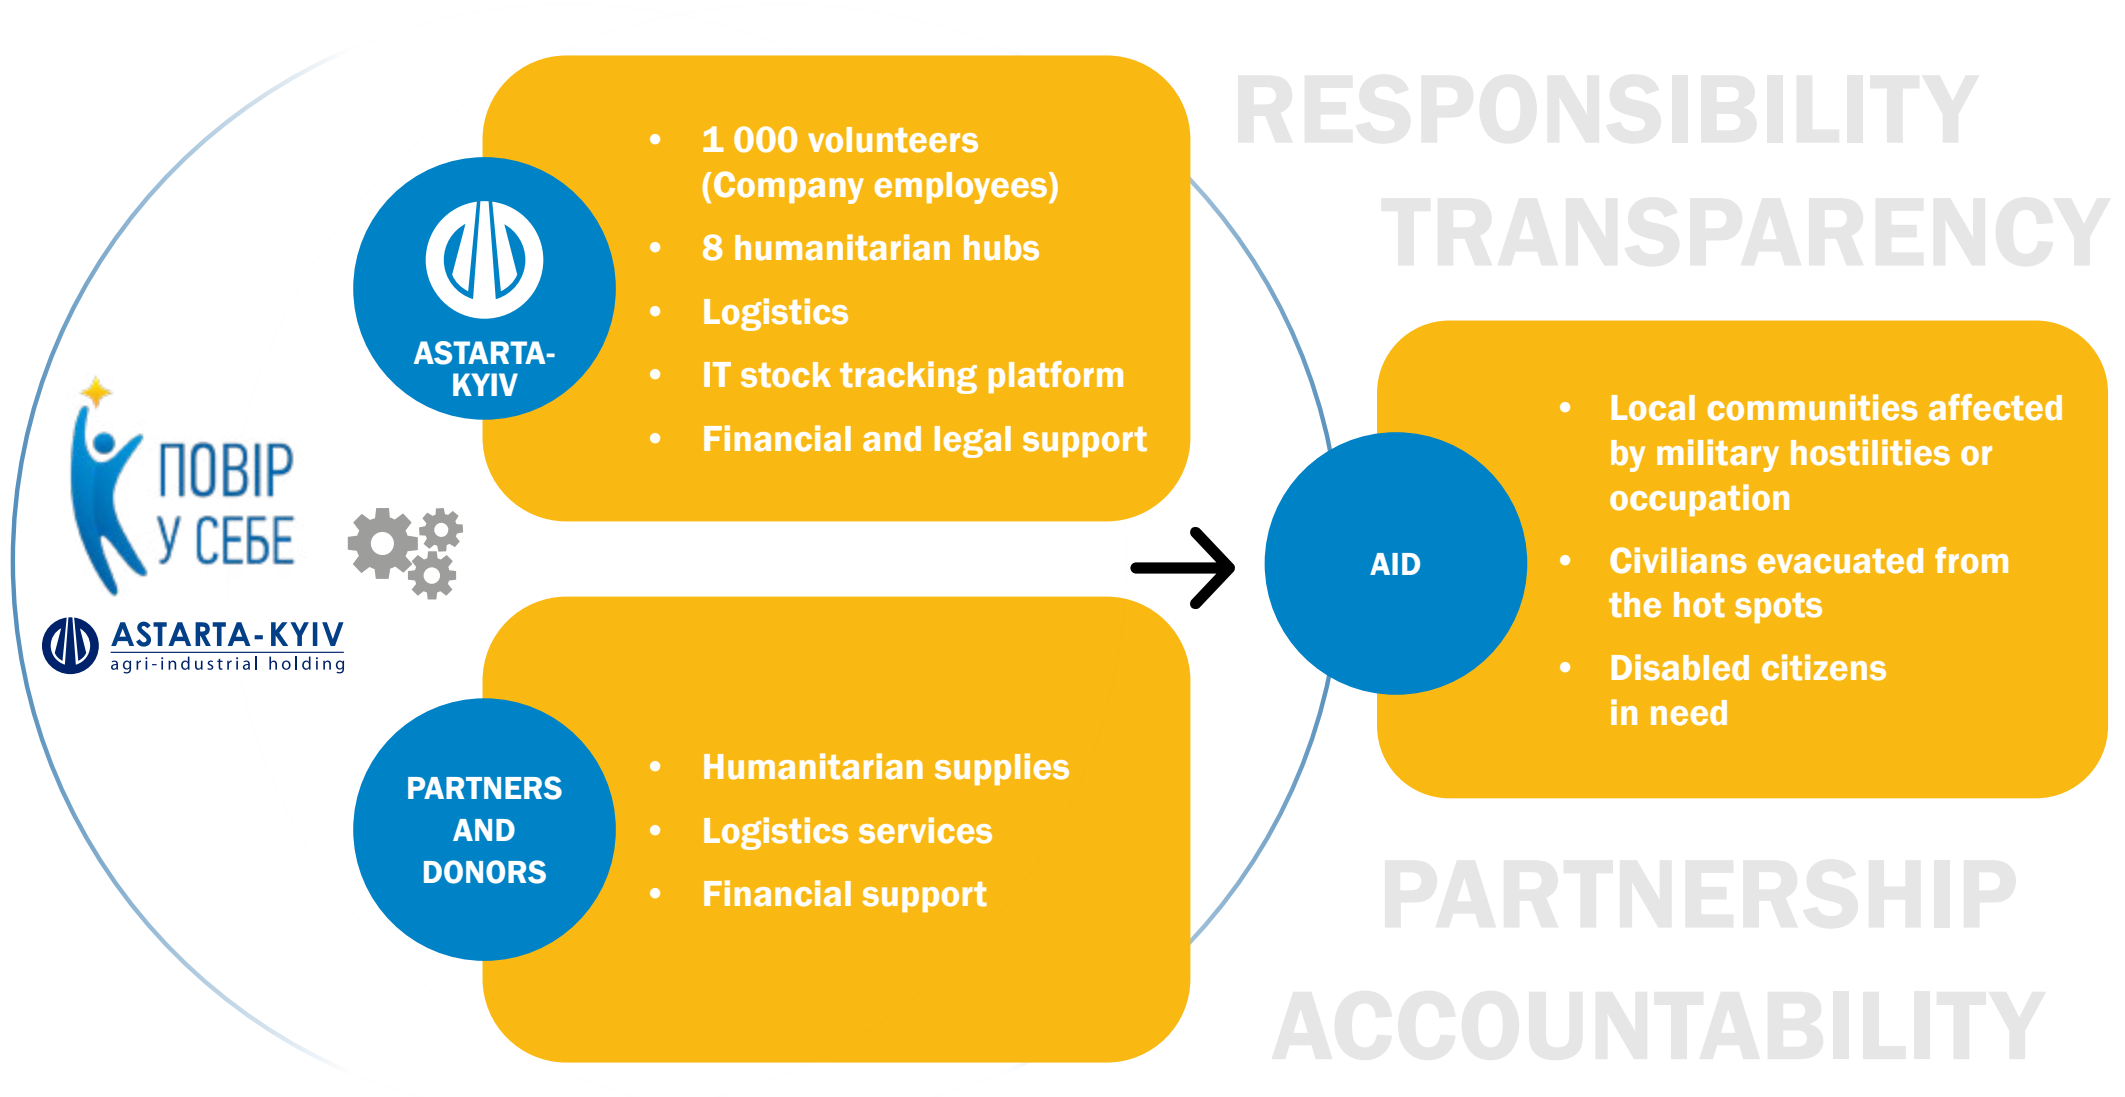 ПОВІР
У СЕБЕ
ASTARTA-KYIV
agri-industrial holding
ASTARTA-
KYIV
• 1 000 volunteers
(Company employees)
• 8 humanitarian hubs
• Logistics
• IT stock tracking platform
• Financial and legal support
PARTNERS
AND
DONORS
• Humanitarian supplies
• Logistics services
• Financial support
RESPONSIBILITY
TRANSPARENCY
AID
• Local communities affected
by military hostilities or
occupation
• Civilians evacuated from
the hot spots
• Disabled citizens
in need
PARTNERSHIP
ACCOUNTABILITY